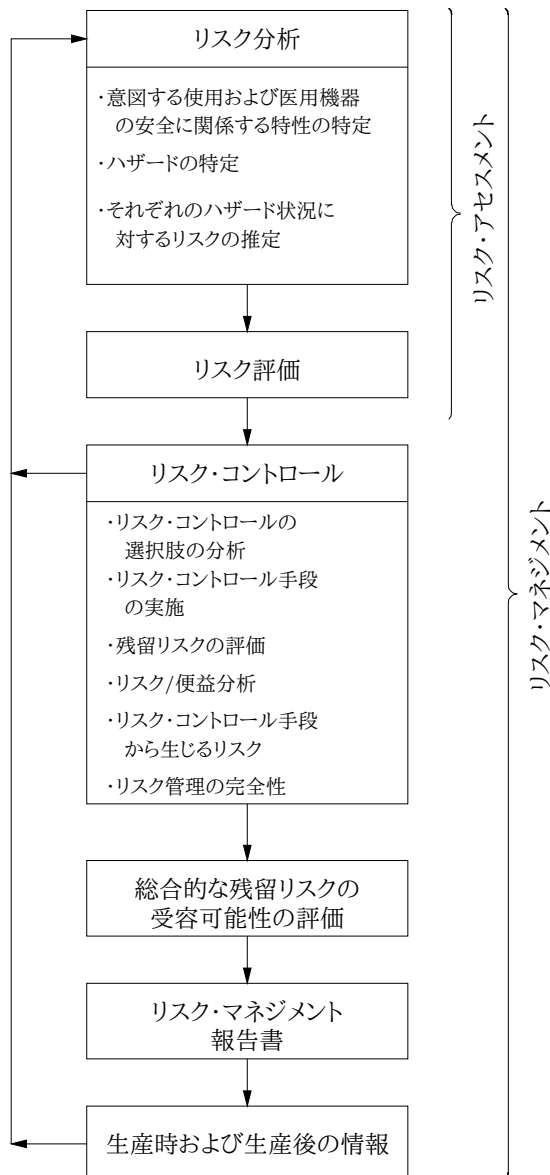 リスク分析
・意図する使用および医用機器
の安全に関係する特性の特定
・ハザードの特定
・それぞれのハザード状況に
対するリスクの推定
リスク評価
リスク・アセスメント
リスク・コントロール
・リスク・コントロールの
選択肢の分析
・リスク・コントロール手段
の実施
・残留リスクの評価
・リスク/便益分析
・リスク・コントロール手段
から生じるリスク
・リスク管理の完全性
総合的な残留リスクの
受容可能性の評価
リスク・マネジメント
報告書
生産時および生産後の情報
リスク・マネジメント